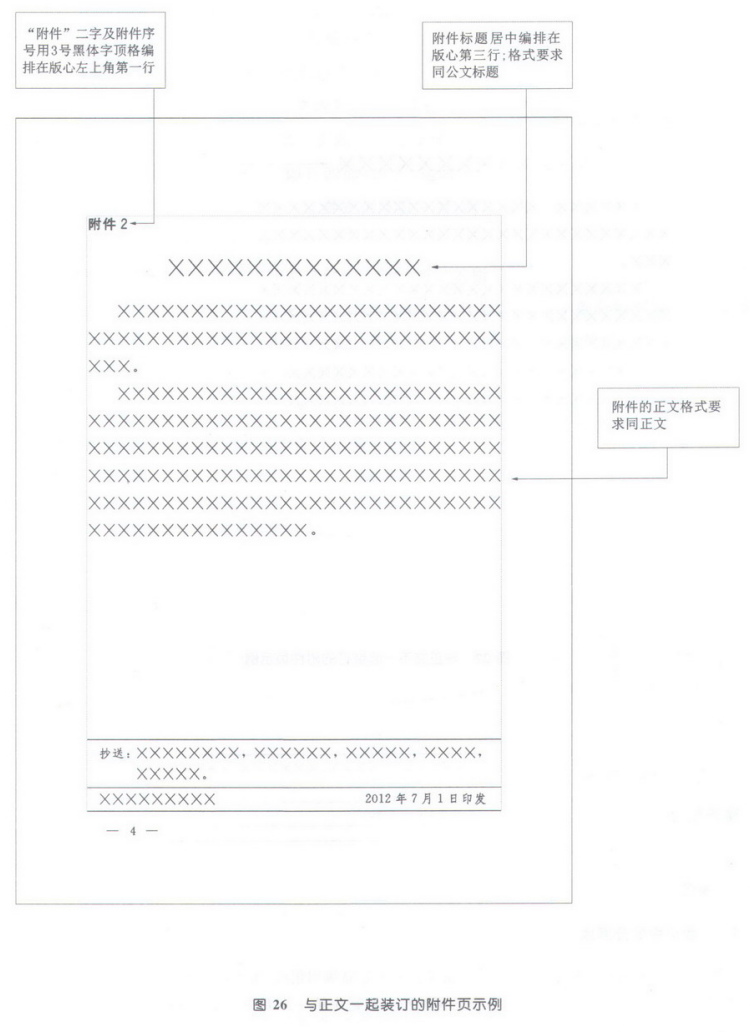 “附件”二字及附件序
号用3号黑体字顶格编
排在版心左上角第一行
附件标题居中编排在
版心第三行;格式要求
同公文标题
附件2
×××××××××××××
××××××××××××××××××××××××××
××××××××××××××××××××××××××××
×××。
××××××××××××××××××××××××××
××××××××××××××××××××××××××××
××××××××××××××××××××××××××××
××××××××××××××××××××××××××××
××××××××××××××××××××××××××××
×××××××××××××××。
附件的正文格式要
求同正文
抄送：××××××××，××××××，×××××，××××，
×××××。
××××××××× 2012年7月1日印发
— 4 —
图 26 与正文一起装订的附件页示例